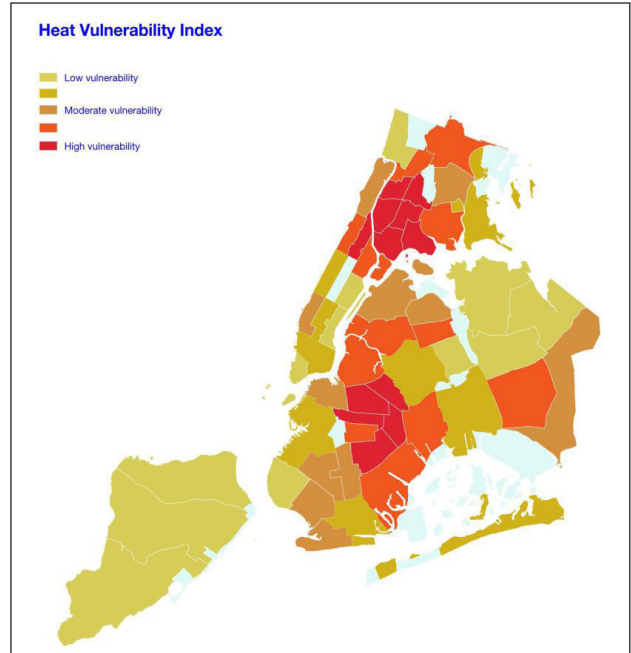 Heat Vulnerability Index
Low vulnerability
Moderate vulnerability
High vulnerability